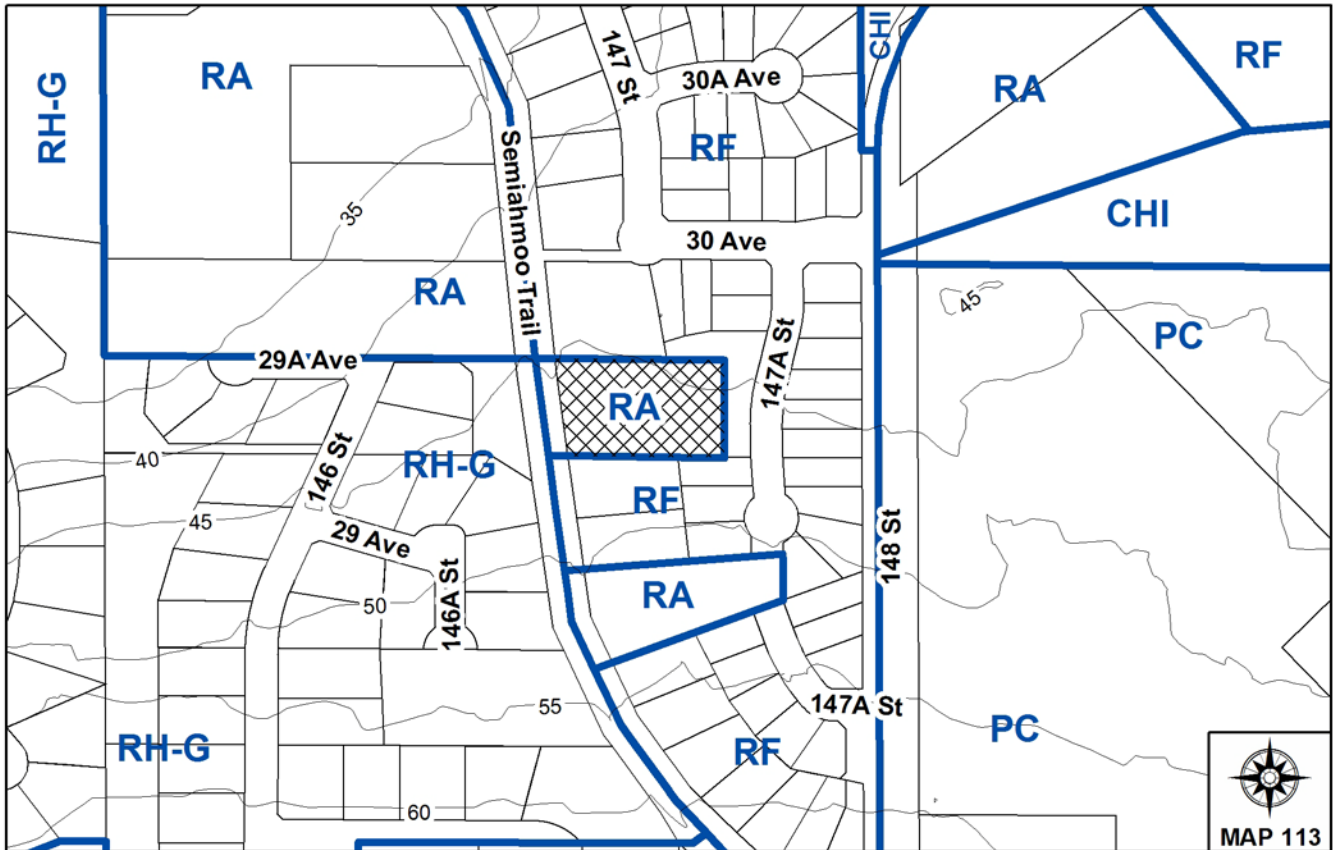 CHI
147 St
30A Ave
RF
RH-G
RA
RA
RF
CHI
30 Ave
35
Semiahmoo Trail
RA
45
PC
29A Ave
147A St
RA
40
RH-G
146 St
RF
45
29 Ave
148 St
50
146A St
RA
55
147A St
PC
RH-G
RF
60
MAP 113